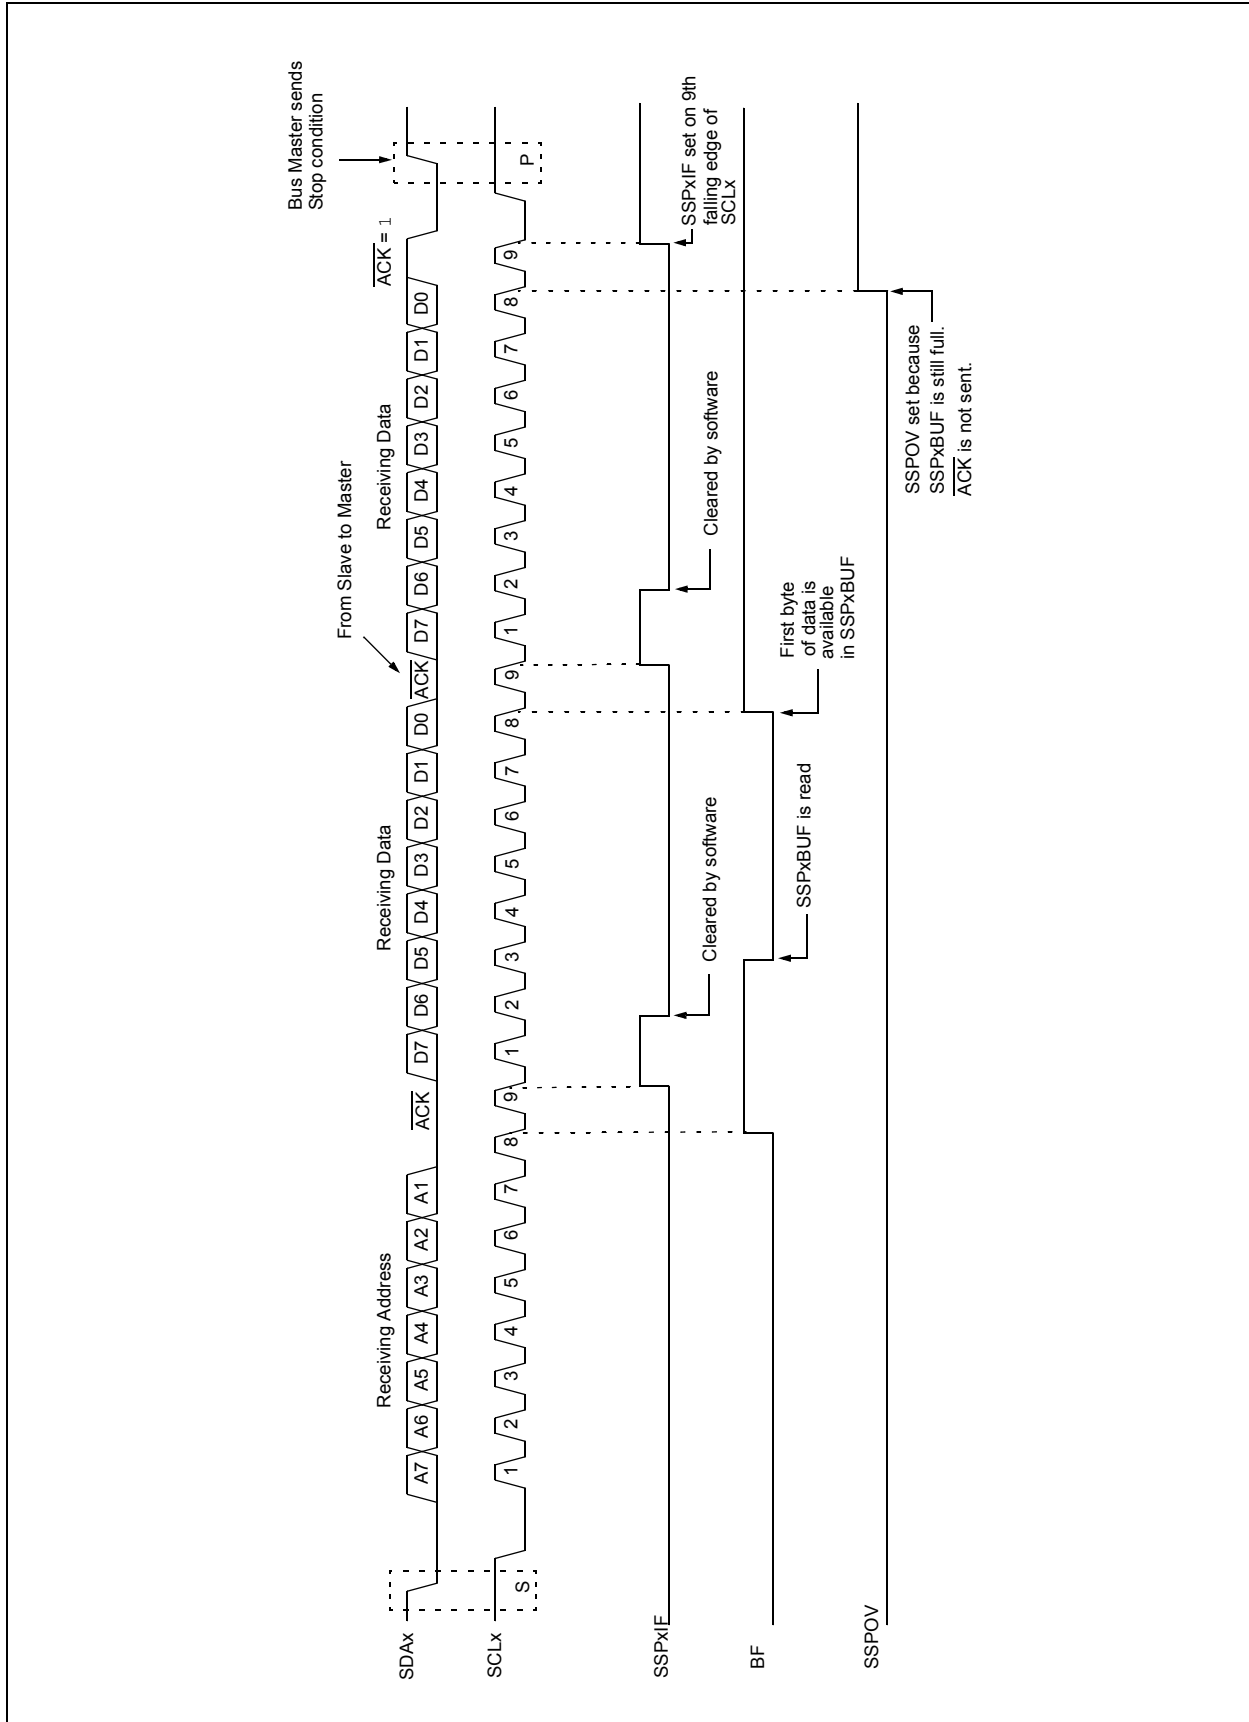 Bus Master sends
Stop condition
From Slave to Master
Receiving Address
Receiving Data
Receiving Data
ACK = 1
SDAx
A7 A6 A5 A4 A3 A2 A1 ACK D7 D6 D5 D4 D3 D2 D1 D0 ACK D7 D6 D5 D4 D3 D2 D1 D0
SCLx
S 1 2 3 4 5 6 7 8 9 1 2 3 4 5 6 7 8 9 1 2 3 4 5 6 7 8 9 P
SSPxIF
Cleared by software
Cleared by software
SSPxIF set on 9th
falling edge of
SCLx
BF
SSPxBUF is read
First byte
of data is
available
in SSPxBUF
SSPOV
SSPOV set because
SSPxBUF is still full.
ACK is not sent.